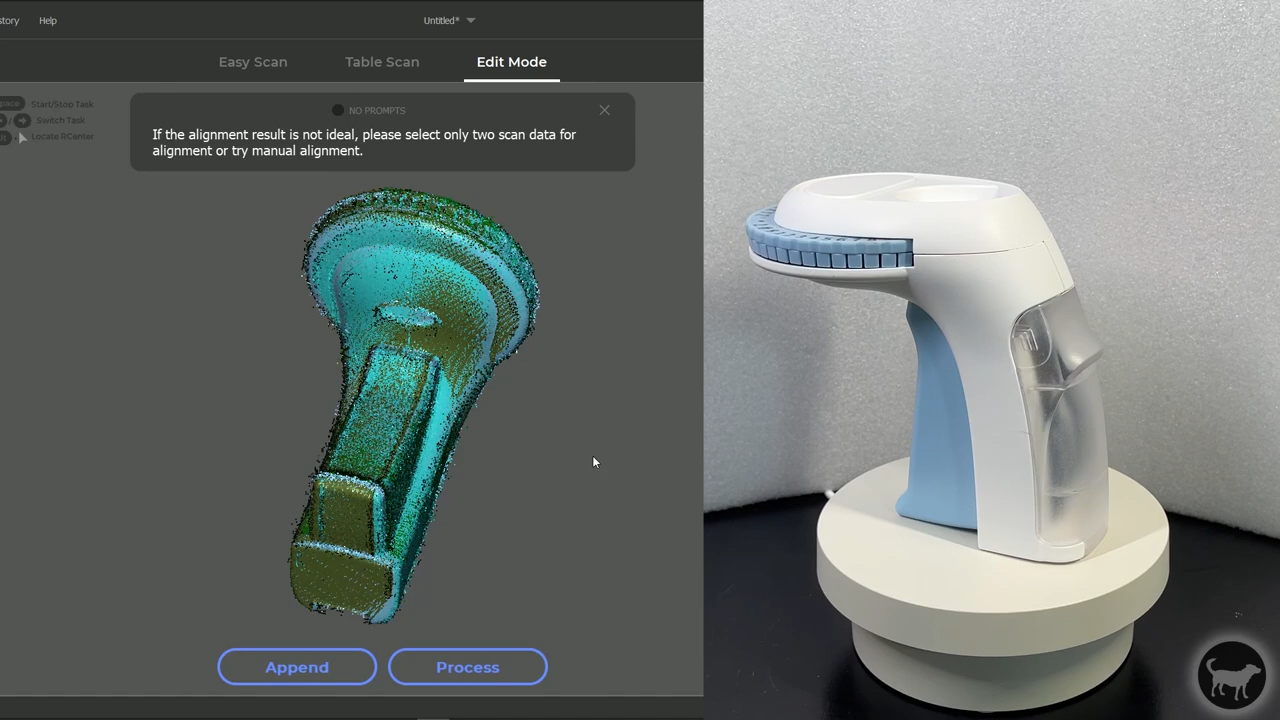 story Help
Untitled*
Easy Scan Table Scan Edit Mode
Start/Stop Task
Switch Task
Locate RCenter
NO PROMPTS
If the alignment result is not ideal, please select only two scan data for
alignment or try manual alignment.
Append Process